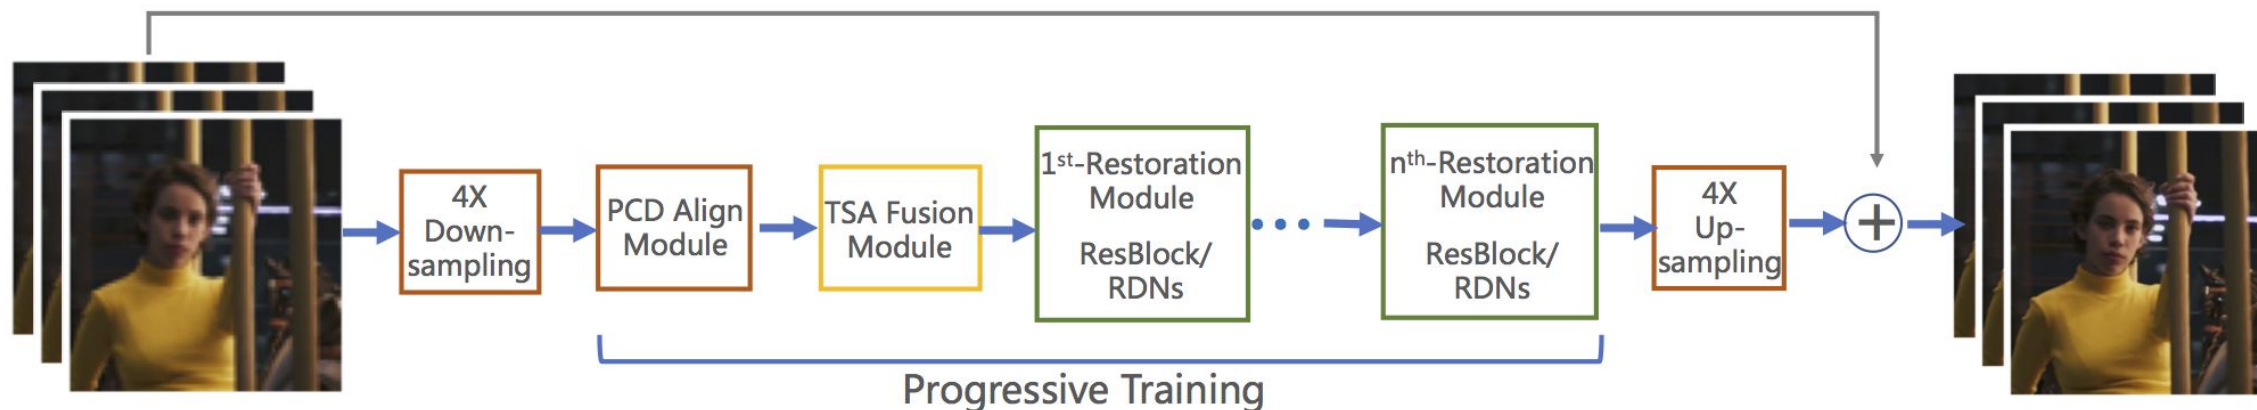 4X
Down-
sampling
PCD Align
Module
TSA Fusion
Module
1st-Restoration
Module
ResBlock/
RDNs
nth-Restoration
Module
ResBlock/
RDNs
4X
Up-
sampling
+
Progressive Training